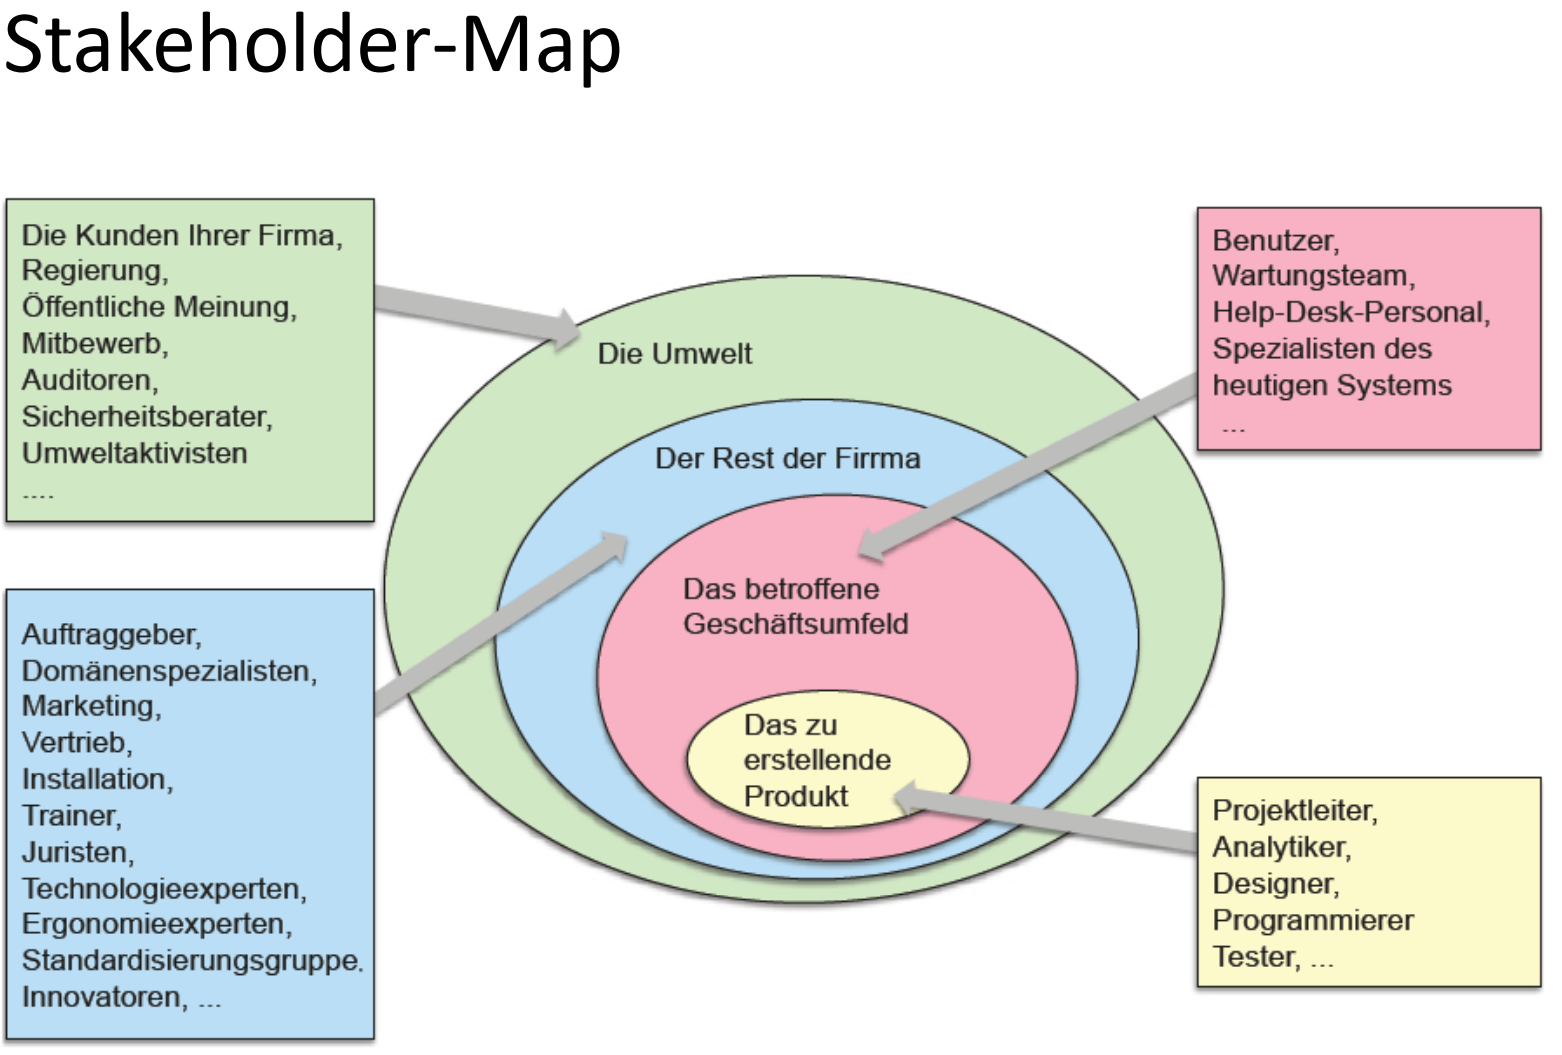 Stakeholder-Map
Die Kunden Ihrer Firma,
Regierung,
Öffentliche Meinung,
Mitbewerb,
Auditoren,
Sicherheitsberater,
Umweltaktivisten
....
Benutzer,
Wartungsteam,
Help-Desk-Personal,
Spezialisten des
heutigen Systems
...
Die Umwelt
Der Rest der Firrma
Das betroffene
Geschäftsumfeld
Das zu
erstellende
Produkt
Auftraggeber,
Domänenspezialisten,
Marketing,
Vertrieb,
Installation,
Trainer,
Juristen,
Technologieexperten,
Ergonomieexperten,
Standardisierungsgruppe,
Innovatoren, ...
Projektleiter,
Analytiker,
Designer,
Programmierer
Tester, ...